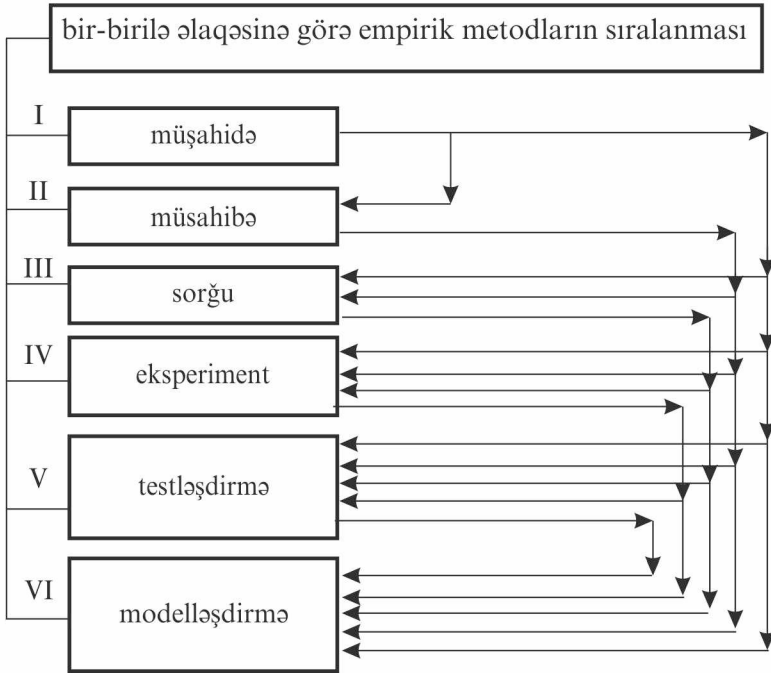 bir-birilə əlaqəsinə görə empirik metodların sıralanması
I
müşahidə
II
müsahibə
III
sorğu
IV
eksperiment
V
testləşdirmə
VI
modelləşdirmə